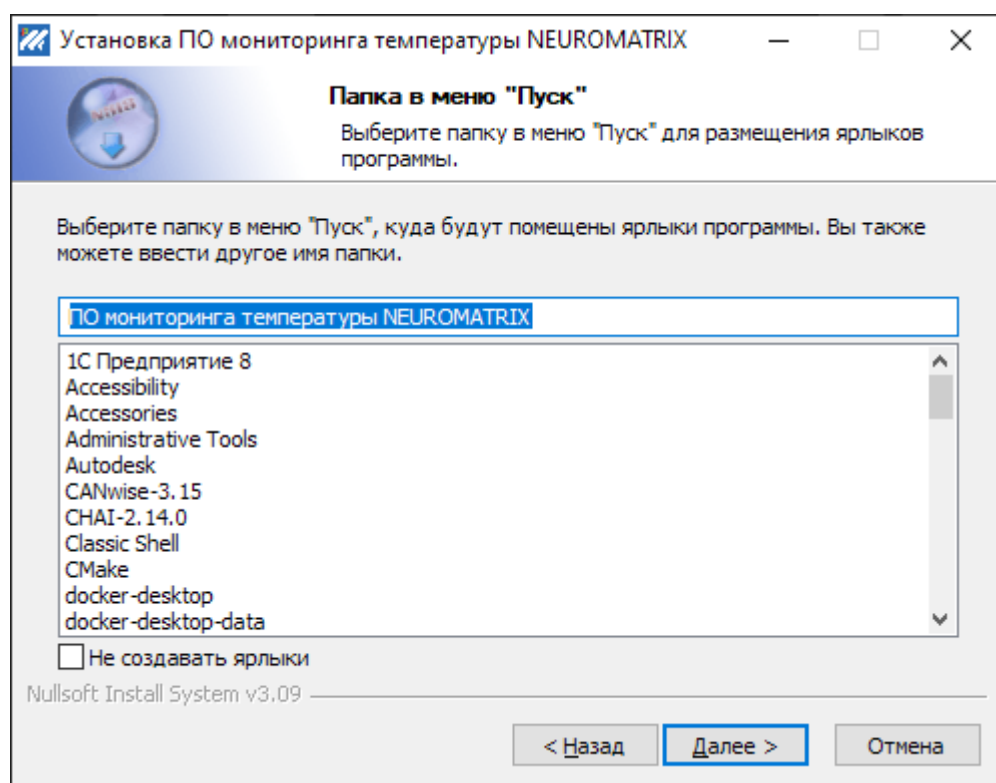 Установка ПО мониторинга температуры NEUROMATRIX
Папка в меню "Пуск"
Выберите папку в меню "Пуск" для размещения ярлыков
программы.
Выберите папку в меню "Пуск", куда будут помещены ярлыки программы. Вы также
можете ввести другое имя папки.
ПО мониторинга температуры NEUROMATRIX
1С Предприятие 8
Accessibility
Accessories
Administrative Tools
Autodesk
CANwise-3.15
CHAI-2.14.0
Classic Shell
CMake
docker-desktop
docker-desktop-data
Не создавать ярлыки
Nullsoft Install System v3.09
< Назад
Далее >
Отмена